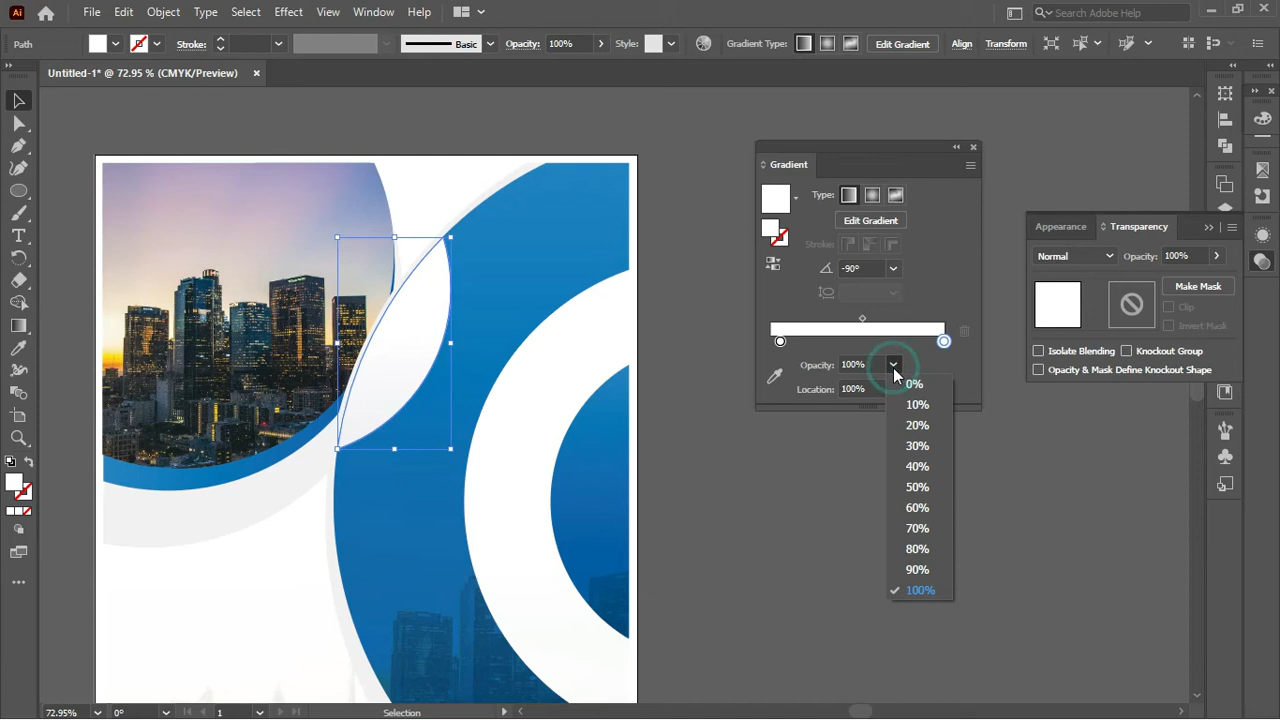 Ai File Edit Object Type Select Effect View Window Help Search Adobe Help
Path Stroke: Basic Opacity: 100% Style: Gradient Type: Edit Gradient Align Transform
Untitled-1* @ 72.95 % (CMYK/Preview) ×
Gradient
Type:
Edit Gradient
Stroke:
-90°
Opacity: 100%
Location: 100%
0%
10%
20%
30%
40%
50%
60%
70%
80%
90%
100%
Appearance Transparency
Normal Opacity: 100%
Make Mask
Clip
Invert Mask
Isolate Blending Knockout Group
Opacity & Mask Define Knockout Shape
72.95% 0° 1 Selection